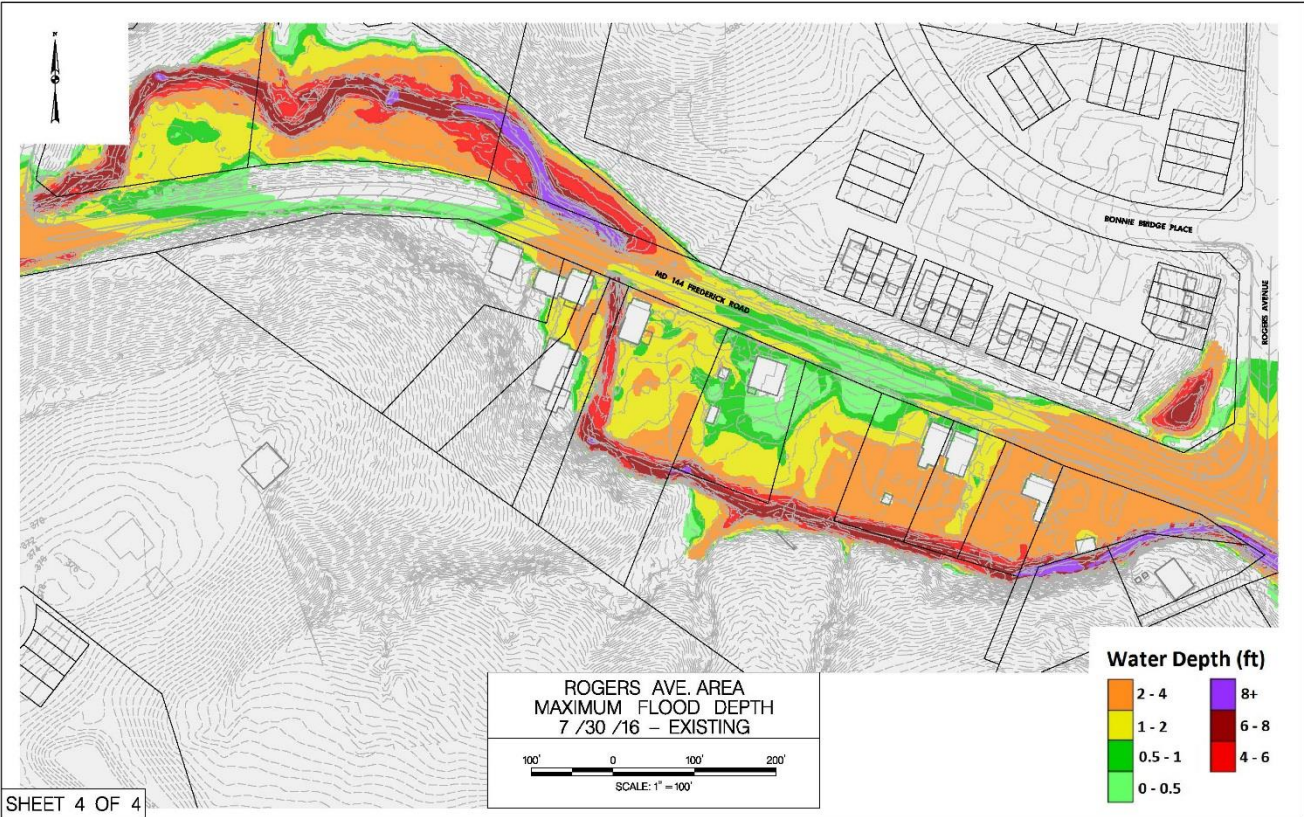 N
BONNIE BRIDGE PLACE
ROGERS AVENUE
MD 144 FREDERICK ROAD
ROGERS AVE. AREA
MAXIMUM FLOOD DEPTH
7 /30 /16 - EXISTING
100' 0 100' 200'
SCALE: 1" = 100'
Water Depth (ft)
2 - 4
1 - 2
0.5 - 1
0 - 0.5
8+
6 - 8
4 - 6
SHEET 4 OF 4